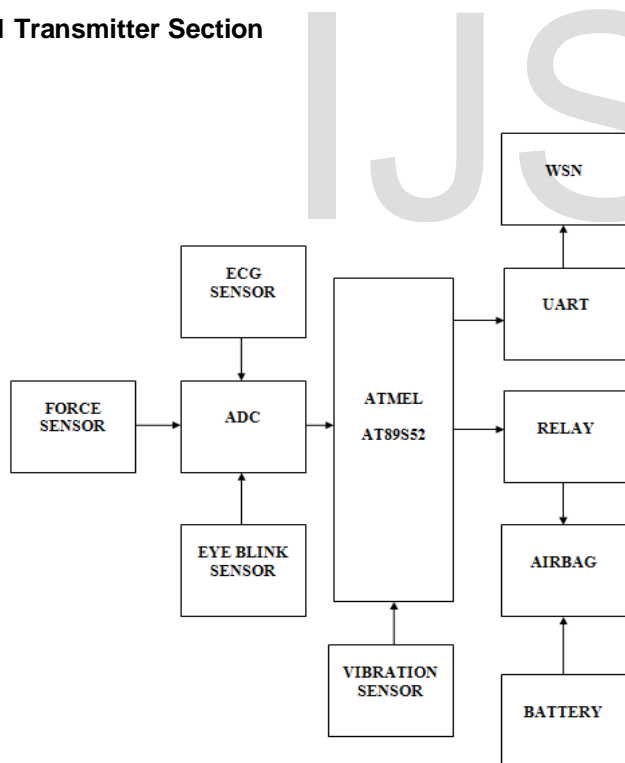 l Transmitter Section
IJS
WSN
ECG
SENSOR
UART
ATMEL
AT89S52
FORCE
SENSOR
ADC
RELAY
EYE BLINK
SENSOR
AIRBAG
VIBRATION
SENSOR
BATTERY